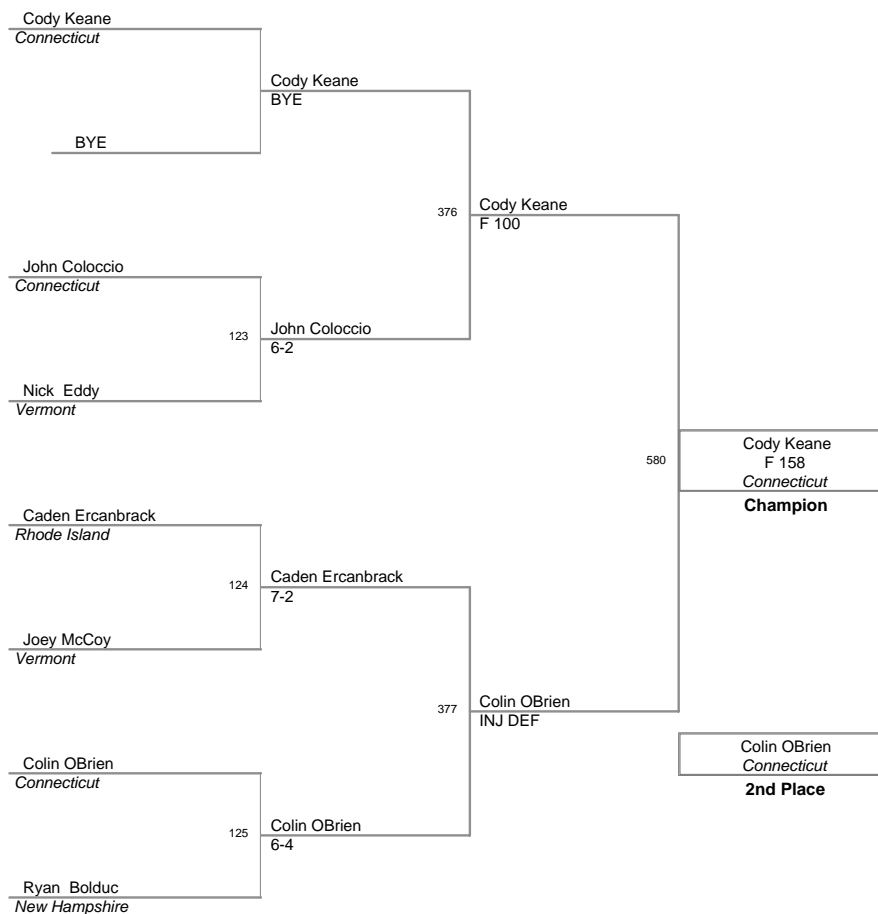 Cody Keane
Connecticut
Cody Keane
BYE
BYE
376
Cody Keane
F 100
John Coloccio
Connecticut
123
John Coloccio
6-2
Nick  Eddy
Vermont
580
Cody Keane
F 158
Connecticut
Champion
Caden Ercanbrack
Rhode Island
124
Caden Ercanbrack
7-2
Joey McCoy
Vermont
377
Colin OBrien
INJ DEF
Colin OBrien
Connecticut
2nd Place
Colin OBrien
Connecticut
125
Colin OBrien
6-4
Ryan  Bolduc
New Hampshire